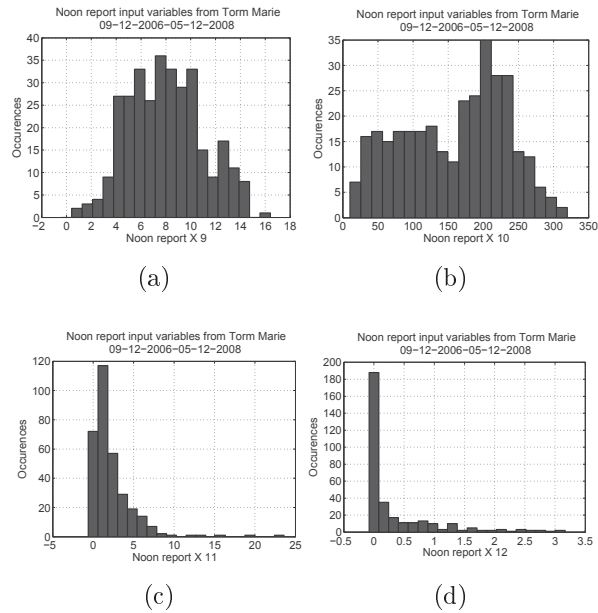 Noon report input variables from Torm Marie
09−12−2006−05−12−2008
Occurences
40
35
30
25
20
15
10
5
0
−2 0 2 4 6 8 10 12 14 16 18
Noon report X 9
(a)
Noon report input variables from Torm Marie
09−12−2006−05−12−2008
Occurences
35
30
25
20
15
10
5
0
0 50 100 150 200 250 300 350
Noon report X 10
(b)
Noon report input variables from Torm Marie
09−12−2006−05−12−2008
Occurences
120
100
80
60
40
20
0
−5 0 5 10 15 20 25
Noon report X 11
(c)
Noon report input variables from Torm Marie
09−12−2006−05−12−2008
Occurences
200
180
160
140
120
100
80
60
40
20
0
−0.5 0 0.5 1 1.5 2 2.5 3 3.5
Noon report X 12
(d)